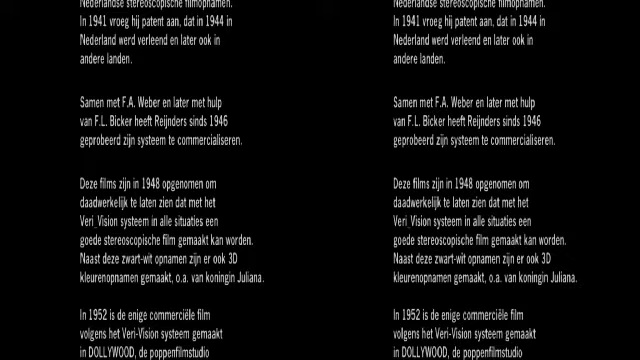 Nederlandse stereoscopische filmopnamen.
In 1941 vroeg hij patent aan, dat in 1944 in
Nederland werd verleend en later ook in
andere landen.
Samen met F.A. Weber en later met hulp
van F.L. Bicker heeft Reijnders sinds 1946
geprobeerd zijn systeem te commercialiseren.
Deze films zijn in 1948 opgenomen om
daadwerkelijk te laten zien dat met het
Veri_Vision systeem in alle situaties een
goede stereoscopische film gemaakt kan worden.
Naast deze zwart-wit opnamen zijn er ook 3D
kleurenopnamen gemaakt, o.a. van koningin Juliana.
In 1952 is de enige commerciële film
volgens het Veri-Vision systeem gemaakt
in DOLLYWOOD, de poppenfilmstudio
Nederlandse stereoscopische filmopnamen.
In 1941 vroeg hij patent aan, dat in 1944 in
Nederland werd verleend en later ook in
andere landen.
Samen met F.A. Weber en later met hulp
van F.L. Bicker heeft Reijnders sinds 1946
geprobeerd zijn systeem te commercialiseren.
Deze films zijn in 1948 opgenomen om
daadwerkelijk te laten zien dat met het
Veri_Vision systeem in alle situaties een
goede stereoscopische film gemaakt kan worden.
Naast deze zwart-wit opnamen zijn er ook 3D
kleurenopnamen gemaakt, o.a. van koningin Juliana.
In 1952 is de enige commerciële film
volgens het Veri-Vision systeem gemaakt
in DOLLYWOOD, de poppenfilmstudio